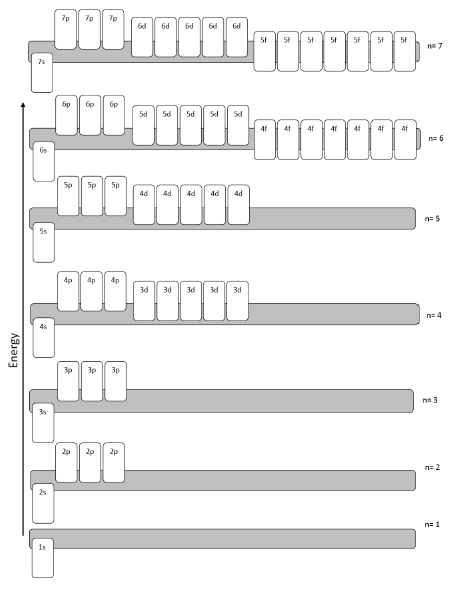 7p 7p 7p 6d 6d 6d 6d 6d 5f 5f 5f 5f 5f 5f 5f
7s n= 7
6p 6p 6p 5d 5d 5d 5d 5d 4f 4f 4f 4f 4f 4f 4f
6s n= 6
5p 5p 5p 4d 4d 4d 4d 4d
5s n= 5
4p 4p 4p 3d 3d 3d 3d 3d
4s n= 4
3p 3p 3p
3s n= 3
2p 2p 2p
2s n= 2
1s n= 1
Energy